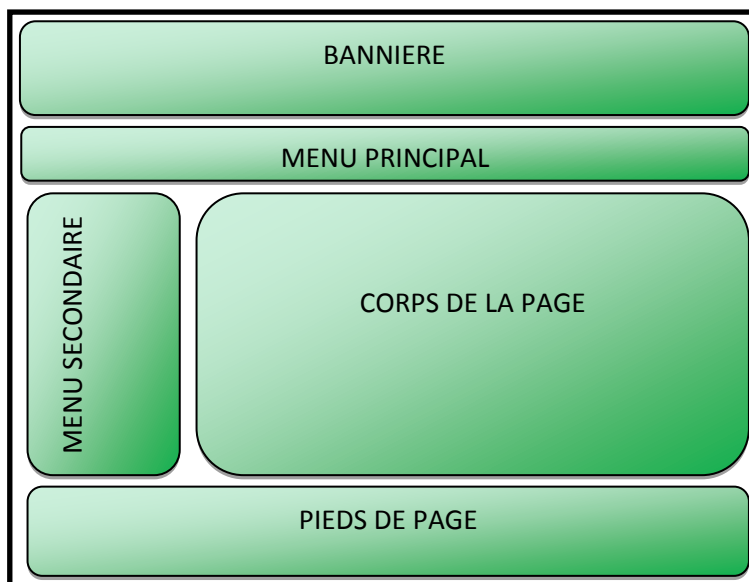 BANNIERE
MENU PRINCIPAL
MENU SECONDAIRE
CORPS DE LA PAGE
PIEDS DE PAGE